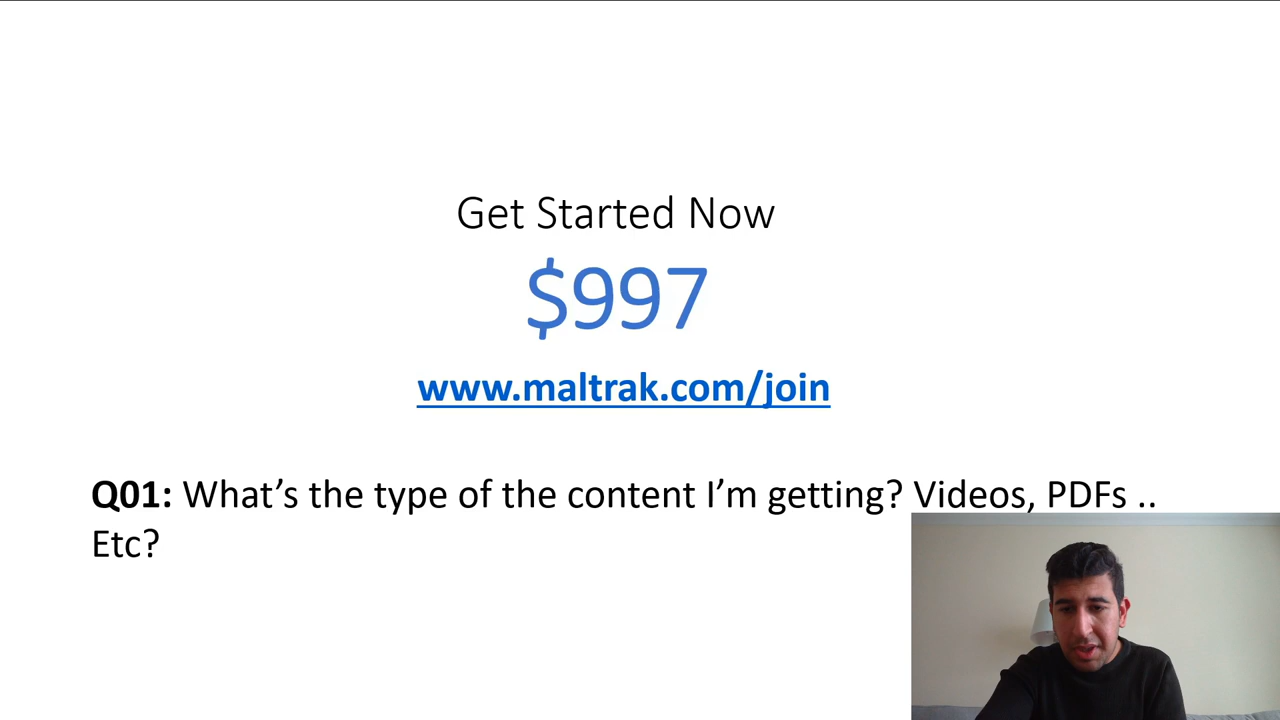 Get Started Now
$997
www.maltrak.com/join
Q01: What’s the type of the content I’m getting? Videos, PDFs ..
Etc?